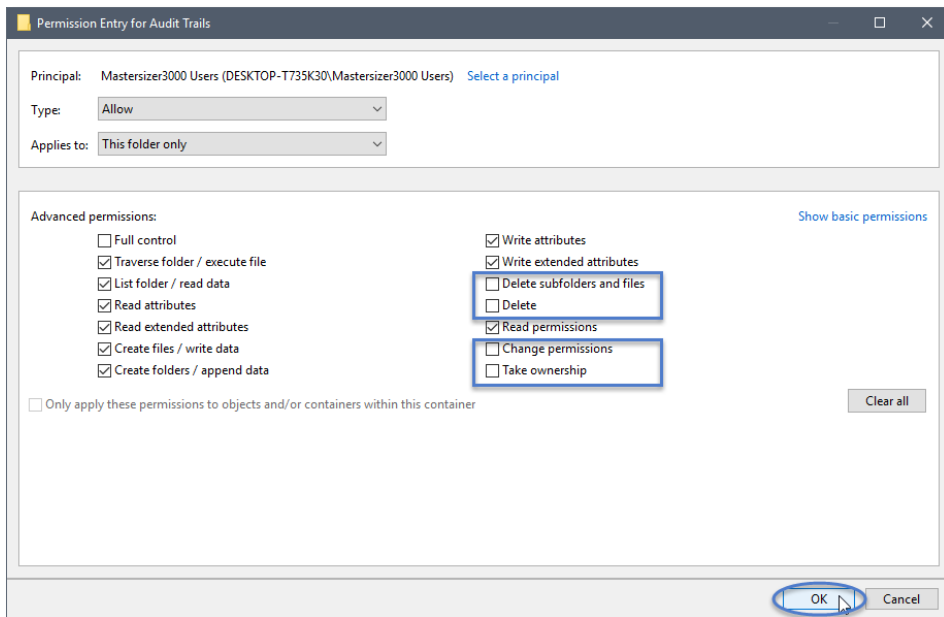 Permission Entry for Audit Trails
Principal: Mastersizer3000 Users (DESKTOP-T735K30\Mastersizer3000 Users) Select a principal
Type: Allow
Applies to: This folder only
Advanced permissions: Show basic permissions
Full control
Traverse folder / execute file
List folder / read data
Read attributes
Read extended attributes
Create files / write data
Create folders / append data
Write attributes
Write extended attributes
Delete subfolders and files
Delete
Read permissions
Change permissions
Take ownership
Only apply these permissions to objects and/or containers within this container
Clear all
OK Cancel